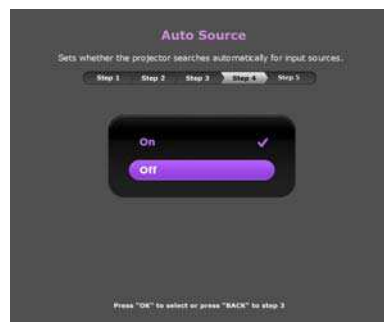 Auto Source
Sets whether the projector searches automatically for input sources.
Step 1 Step 2 Step 3 Step 4 Step 5
On
Off
Press "OK" to select or press "BACK" to step 3